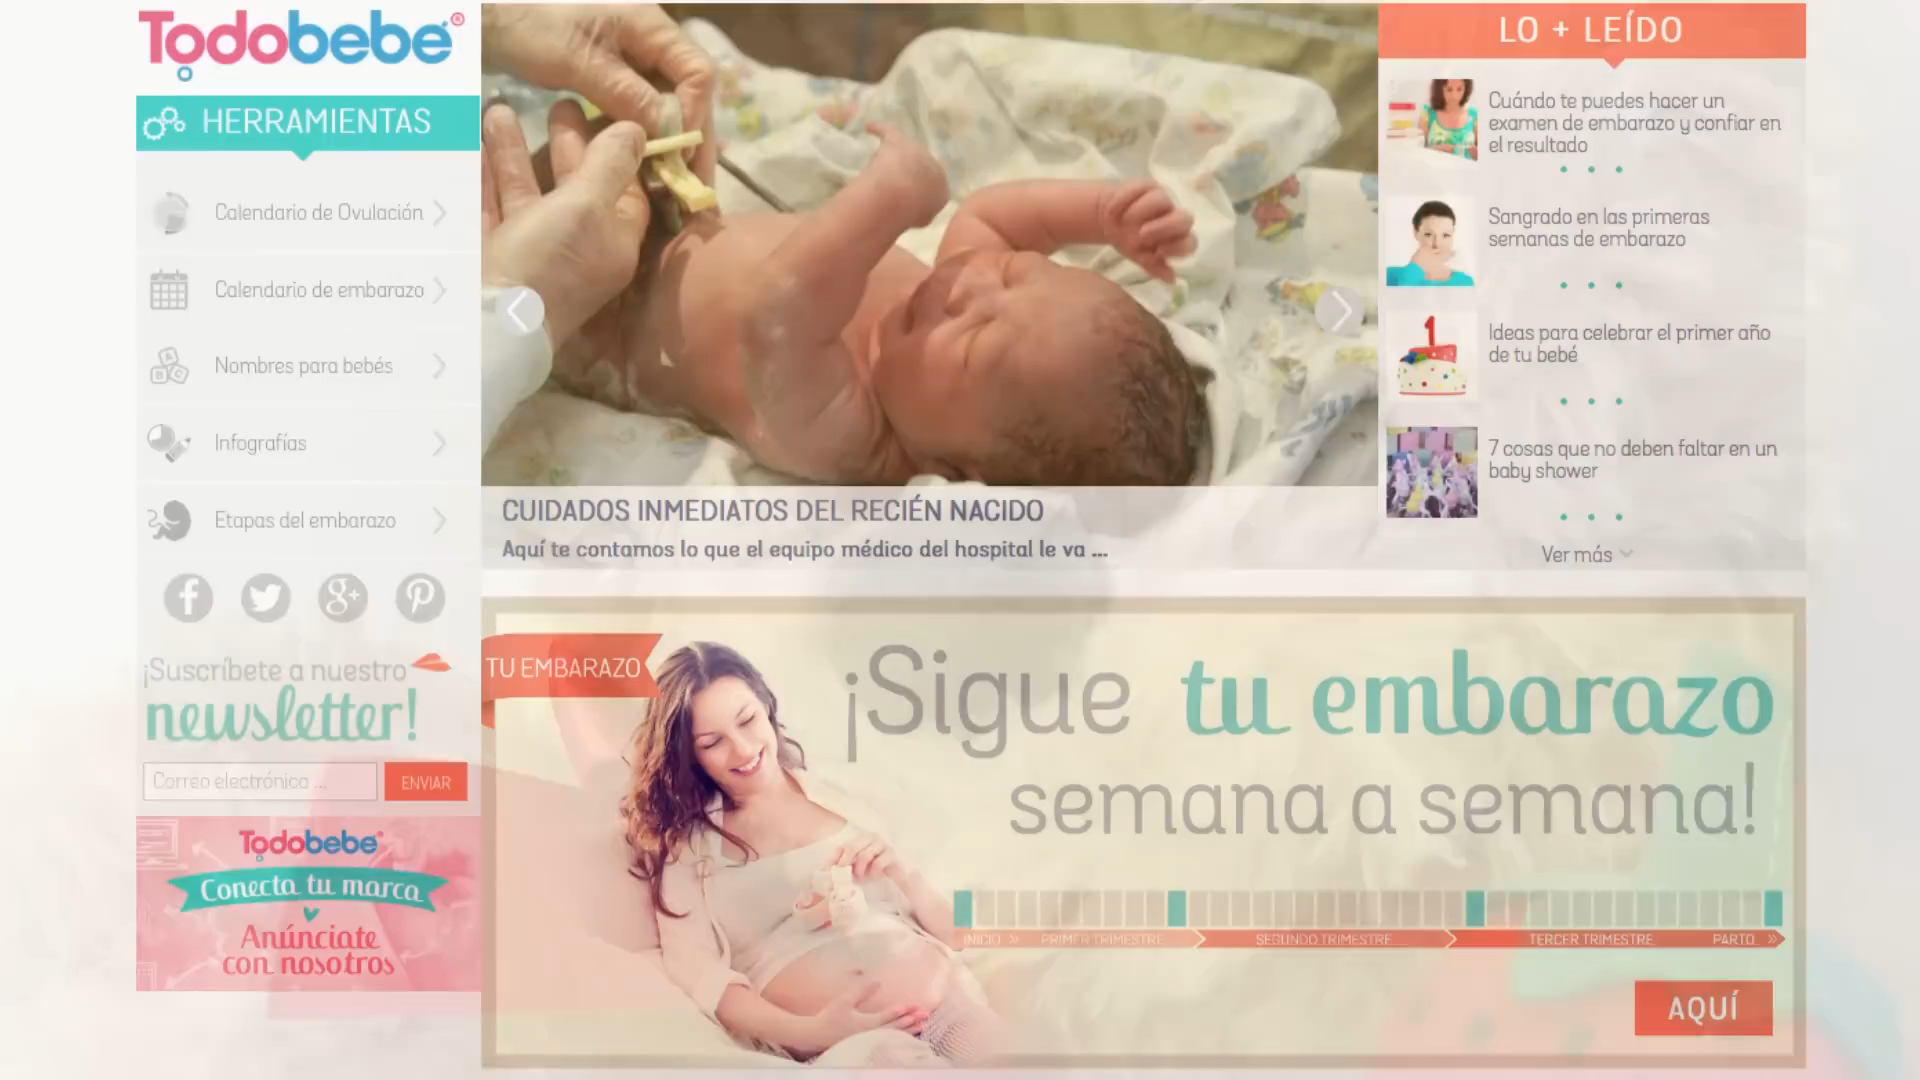 Todobebé®
HERRAMIENTAS
Calendario de Ovulación
Calendario de embarazo
Nombres para bebés
Infografías
Etapas del embarazo
¡Suscríbete a nuestro
newsletter!
Correo electrónico ...
ENVIAR
Todobebé
Conecta tu marca
Anúnciate
con nosotros
CUIDADOS INMEDIATOS DEL RECIÉN NACIDO
Aquí te contamos lo que el equipo médico del hospital le va ...
LO + LEÍDO
Cuándo te puedes hacer un
examen de embarazo y confiar en
el resultado
Sangrado en las primeras
semanas de embarazo
Ideas para celebrar el primer año
de tu bebé
7 cosas que no deben faltar en un
baby shower
Ver más
TU EMBARAZO
¡Sigue tu embarazo
semana a semana!
INICIO » PRIMER TRIMESTRE SEGUNDO TRIMESTRE TERCER TRIMESTRE PARTO »
AQUÍ